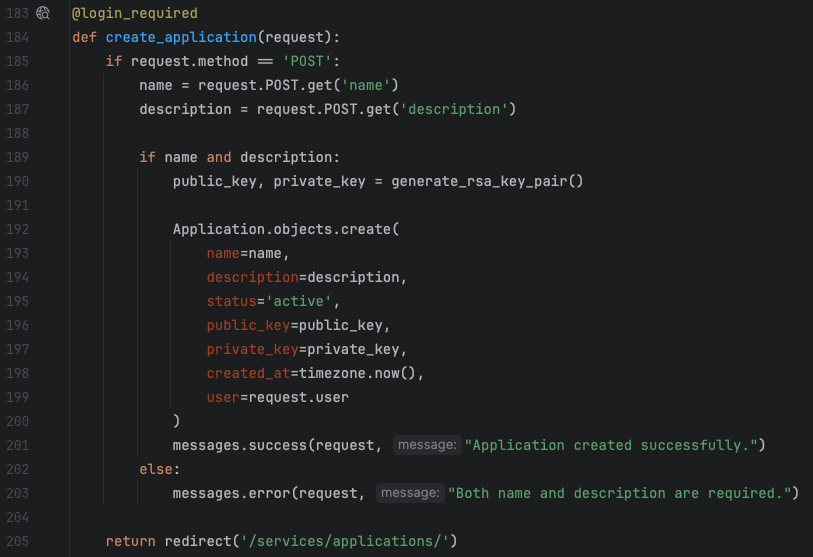 183 @login_required
184 def create_application(request):
185     if request.method == 'POST':
186         name = request.POST.get('name')
187         description = request.POST.get('description')
188
189         if name and description:
190             public_key, private_key = generate_rsa_key_pair()
191
192             Application.objects.create(
193                 name=name,
194                 description=description,
195                 status='active',
196                 public_key=public_key,
197                 private_key=private_key,
198                 created_at=timezone.now(),
199                 user=request.user
200             )
201             messages.success(request, message: "Application created successfully.")
202         else:
203             messages.error(request, message: "Both name and description are required.")
204
205     return redirect('/services/applications/')